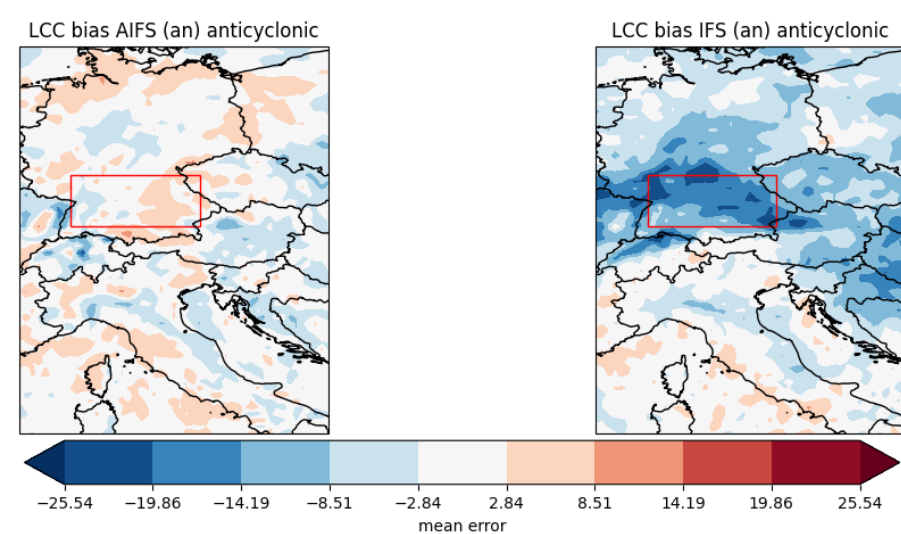 LCC bias AIFS (an) anticyclonic
LCC bias IFS (an) anticyclonic
−25.54 −19.86 −14.19 −8.51 −2.84 2.84 8.51 14.19 19.86 25.54
mean error